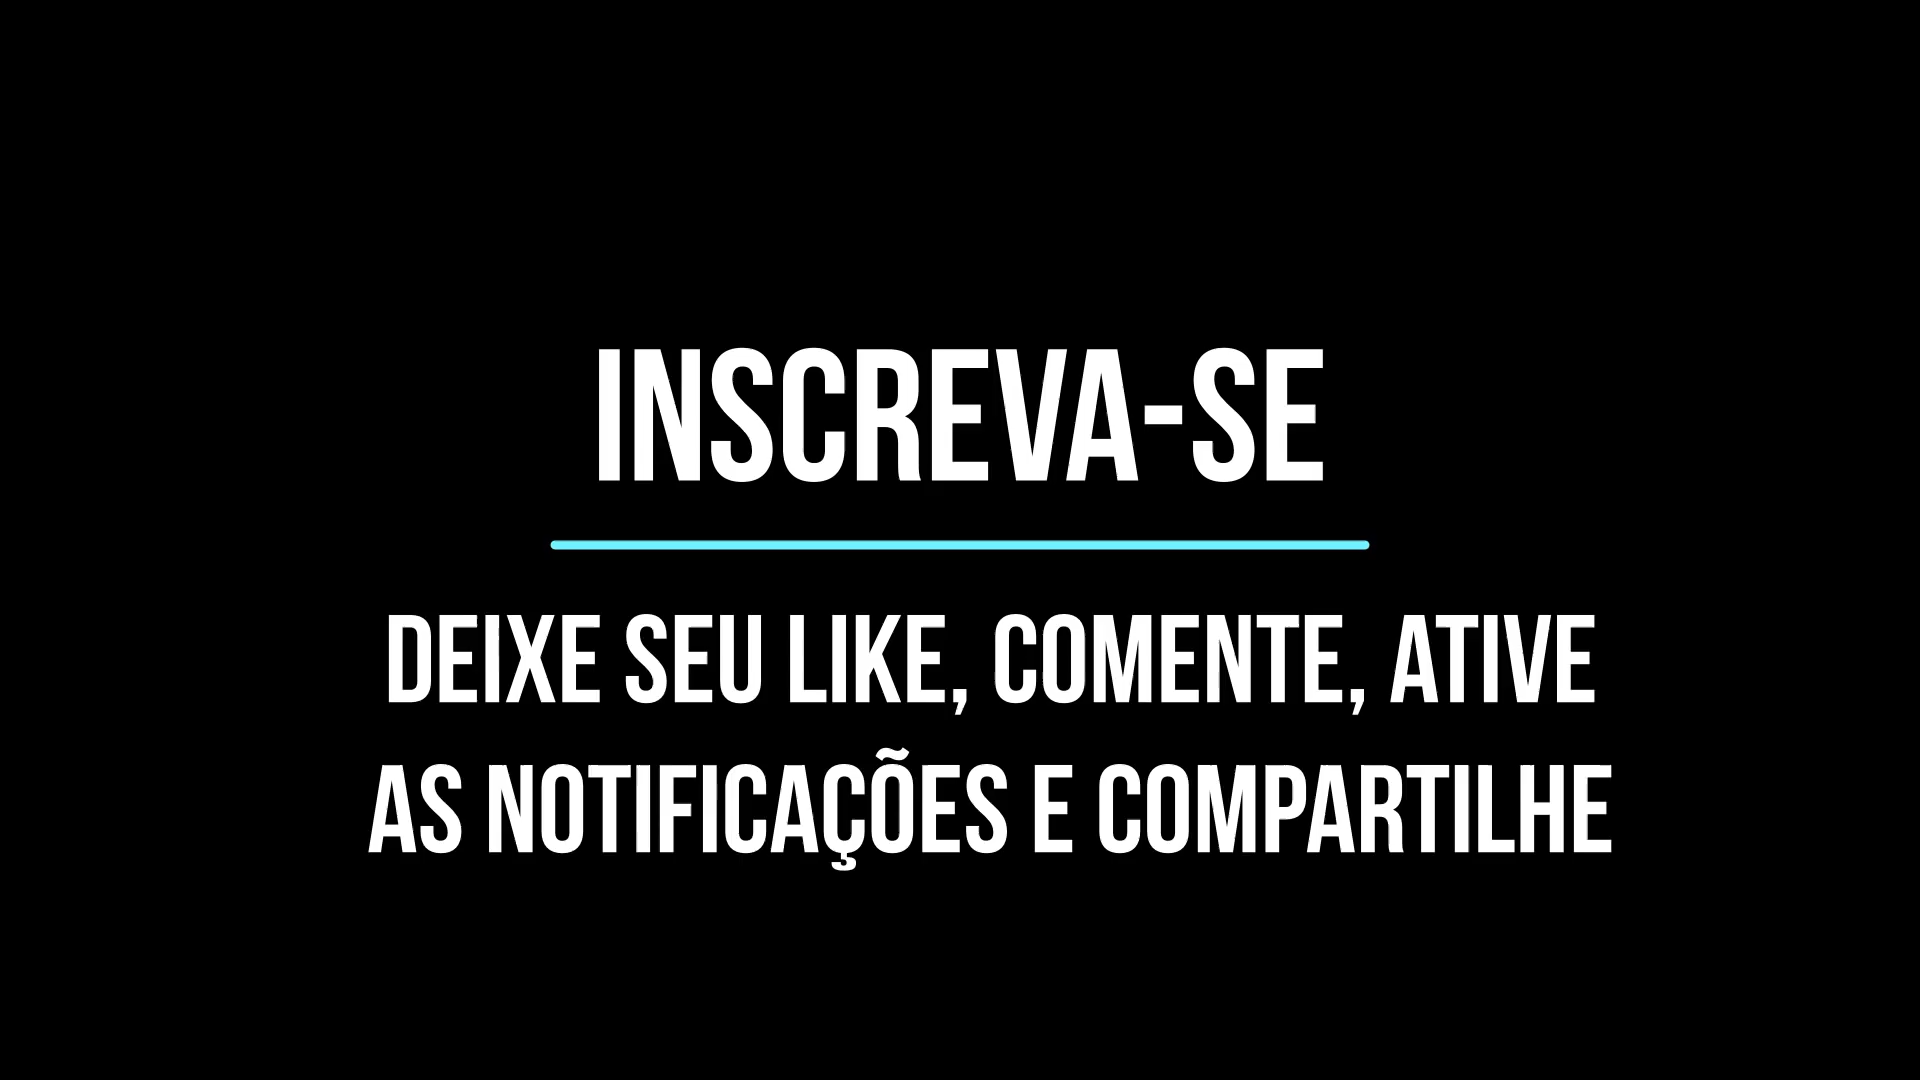 INSCREVA-SE
DEIXE SEU LIKE, COMENTE, ATIVE
AS NOTIFICAÇÕES E COMPARTILHE